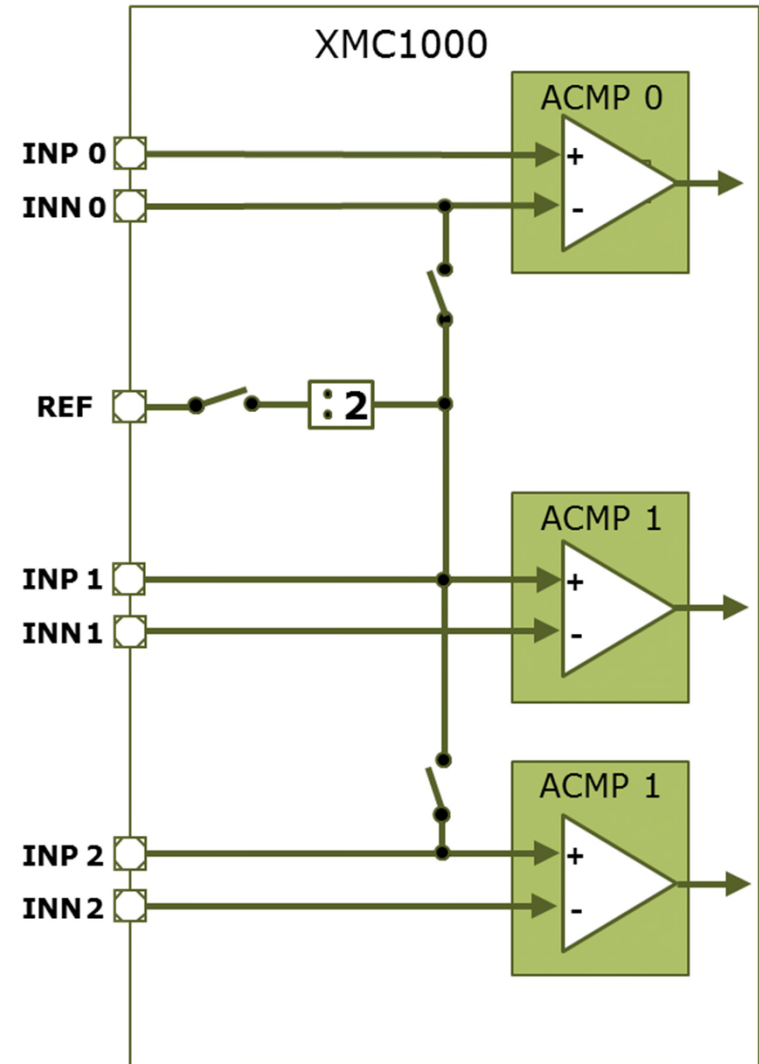 XMC1000
ACMP 0
INP 0
+
INN 0
-
REF
:2
ACMP 1
INP 1
+
INN 1
-
ACMP 1
INP 2
+
INN 2
-